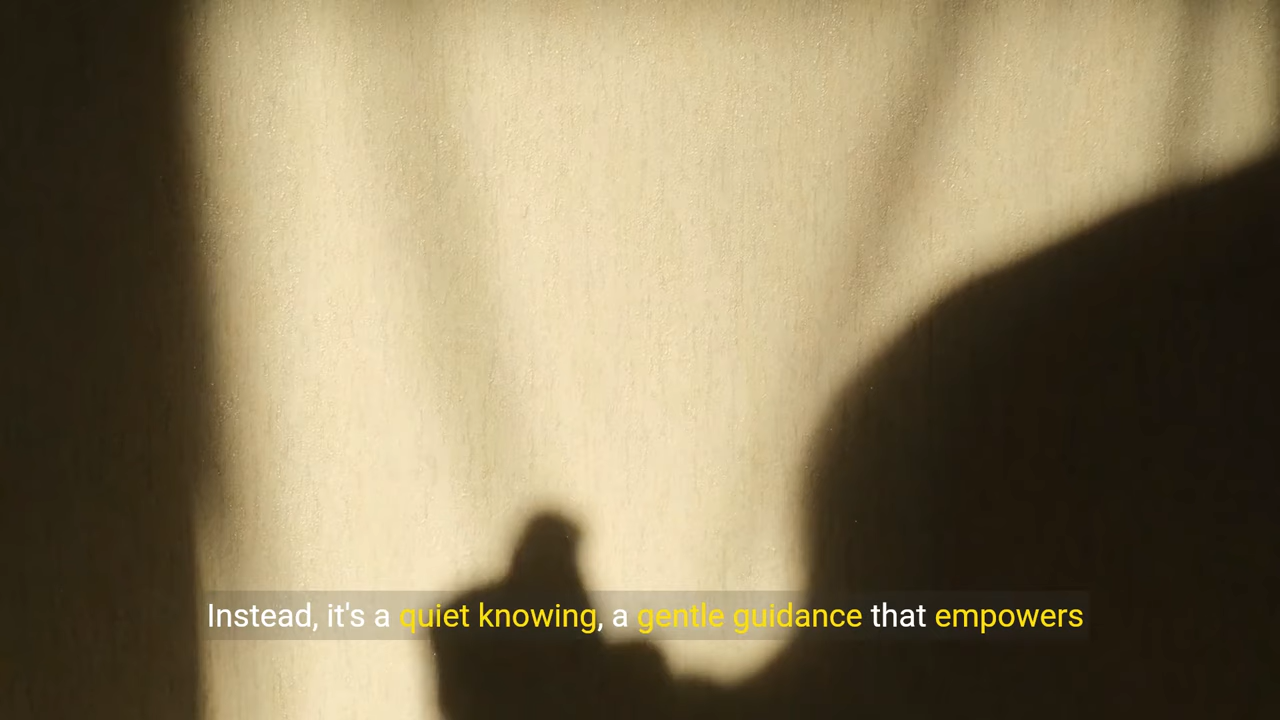 Instead, it's a quiet knowing, a gentle guidance that empowers